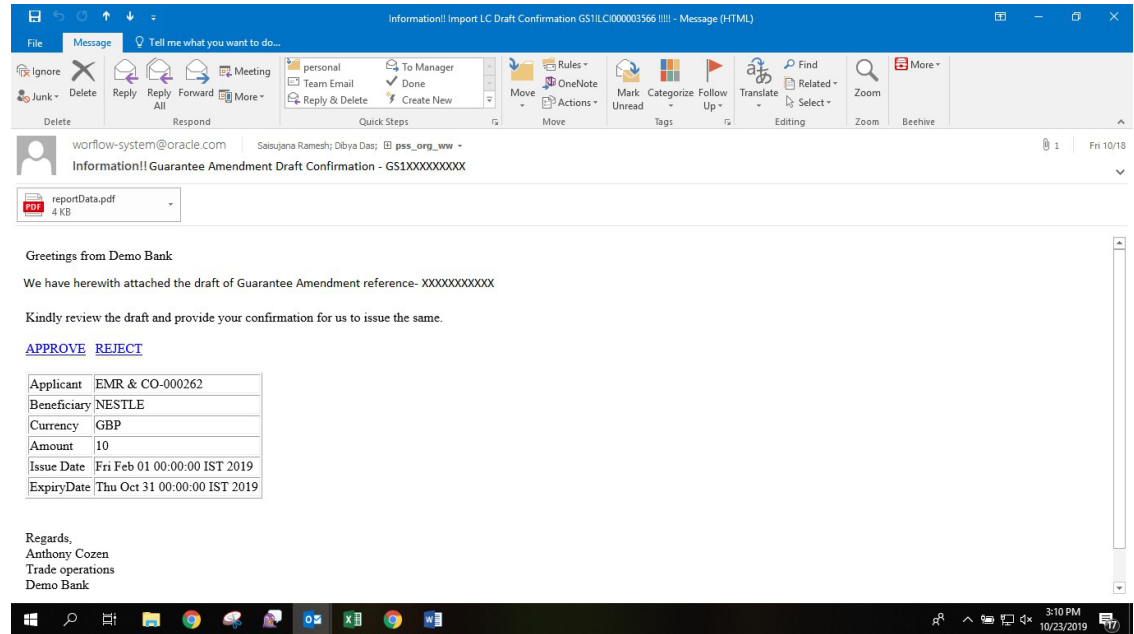 Information!! Import LC Draft Confirmation GS1ILCI000003566 !!!!! - Message (HTML)
File Message Tell me what you want to do...
Ignore
Junk
Delete
Reply
Reply All
Forward
Meeting
More
personal
Team Email
Reply & Delete
To Manager
Done
Create New
Move
Rules
OneNote
Actions
Mark Unread
Categorize
Follow Up
Translate
Find
Related
Select
Zoom
More
Delete Respond Quick Steps Move Tags Editing Zoom Beehive
worflow-system@oracle.com Saisujana Ramesh; Dibya Das; pss_org_ww
1 Fri 10/18
Information!! Guarantee Amendment Draft Confirmation - GS1XXXXXXXXX
PDF
reportData.pdf
4 KB
Greetings from Demo Bank
We have herewith attached the draft of Guarantee Amendment reference- XXXXXXXXXXX
Kindly review the draft and provide your confirmation for us to issue the same.
APPROVE REJECT
Applicant EMR & CO-000262
Beneficiary NESTLE
Currency GBP
Amount 10
Issue Date Fri Feb 01 00:00:00 IST 2019
ExpiryDate Thu Oct 31 00:00:00 IST 2019
Regards,
Anthony Cozen
Trade operations
Demo Bank
3:10 PM
10/23/2019
17